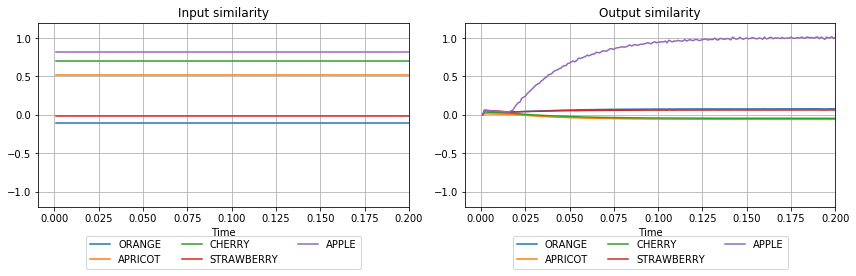 Input similarity
1.0
0.5
0.0
−0.5
−1.0
0.000 0.025 0.050 0.075 0.100 0.125 0.150 0.175 0.200
Time
ORANGE CHERRY APPLE
APRICOT STRAWBERRY
Output similarity
1.0
0.5
0.0
−0.5
−1.0
0.000 0.025 0.050 0.075 0.100 0.125 0.150 0.175 0.200
Time
ORANGE CHERRY APPLE
APRICOT STRAWBERRY